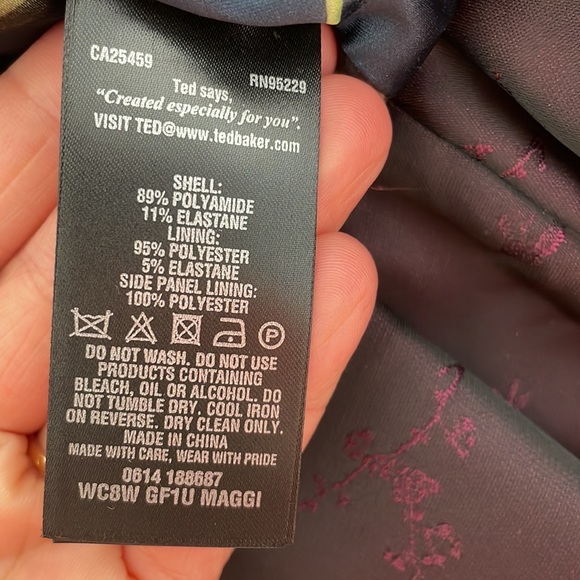 CA25459
RN95229
Ted says,
"Created especially for you".
VISIT TED@www.tedbaker.com
SHELL:
89% POLYAMIDE
11% ELASTANE
LINING:
95% POLYESTER
5% ELASTANE
SIDE PANEL LINING:
100% POLYESTER
P
DO NOT WASH. DO NOT USE
PRODUCTS CONTAINING
BLEACH, OIL OR ALCOHOL. DO
NOT TUMBLE DRY. COOL IRON
ON REVERSE. DRY CLEAN ONLY.
MADE IN CHINA
MADE WITH CARE, WEAR WITH PRIDE
0614 188687
WC8W GF1U MAGGI